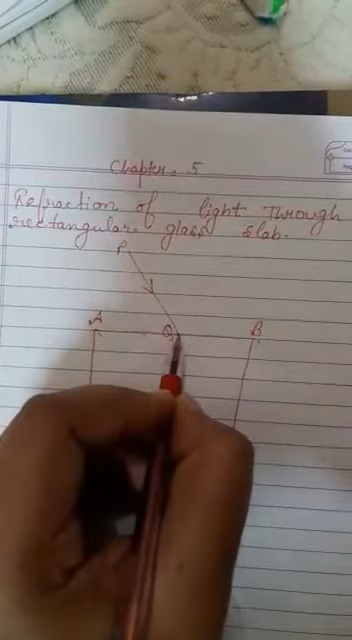 Chapter. 5
Refraction of light Through
rectangular glass slab.
P
A Q B